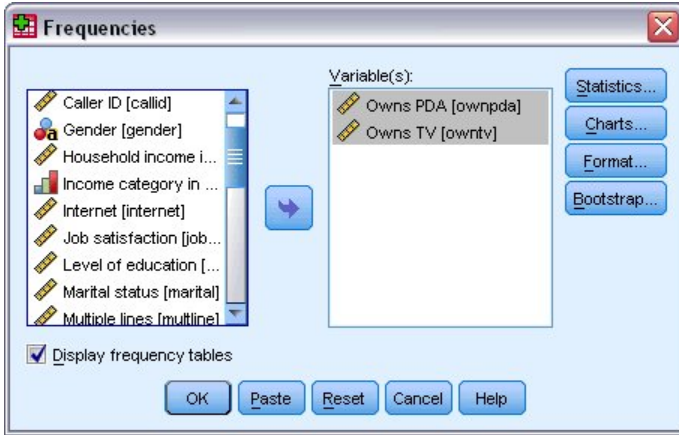 Frequencies
Variable(s):
Caller ID [callid]
Gender [gender]
Household income i...
Income category in ...
Internet [internet]
Job satisfaction [job...
Level of education [...
Marital status [marital]
Multiple lines [multline]
Owns PDA [ownpda]
Owns TV [owntv]
Statistics...
Charts...
Format...
Bootstrap...
Display frequency tables
OK
Paste
Reset
Cancel
Help